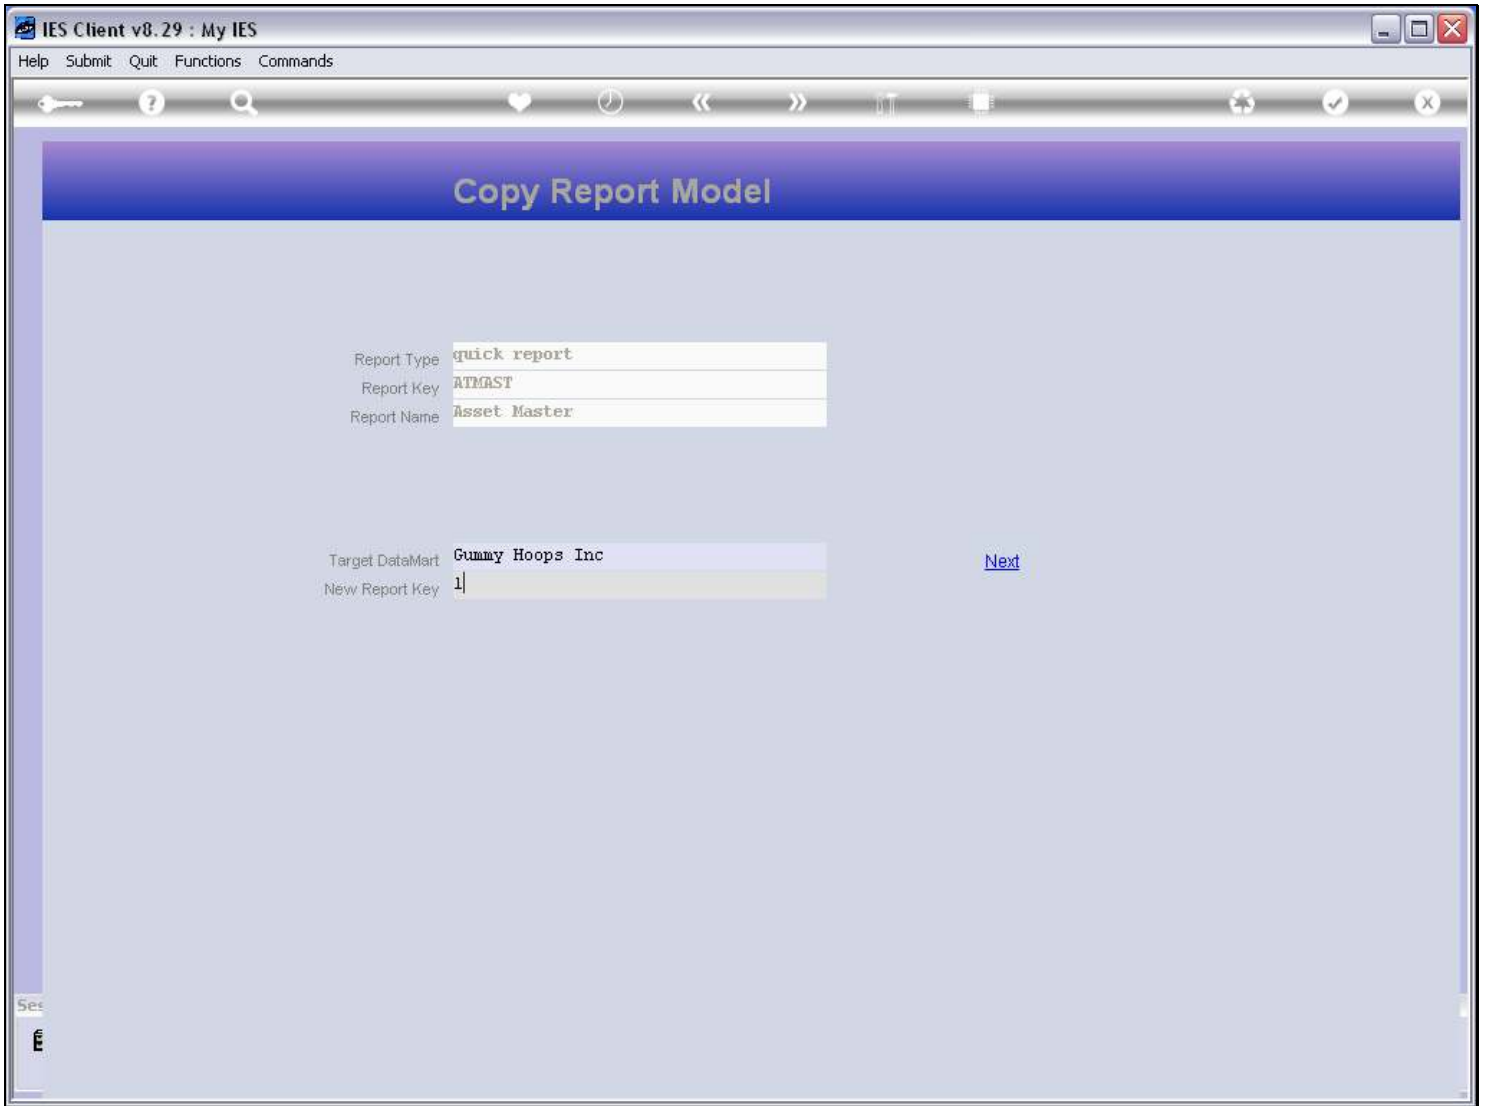 IES Client v8.29 : My IES
Help Submit Quit Functions Commands
Copy Report Model
Report Type quick report
Report Key ATMAST
Report Name Asset Master
Target DataMart Gummy Hoops Inc
Next
New Report Key 1
Ses